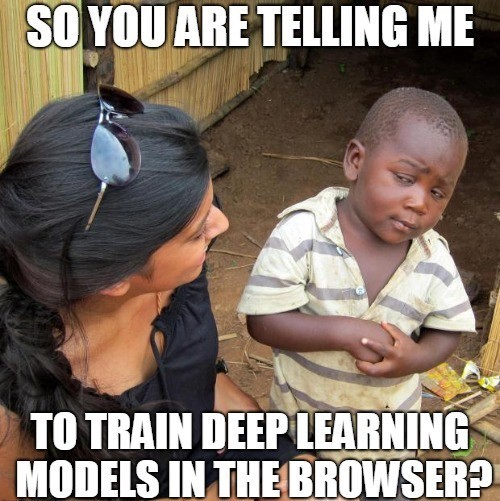 SO YOU ARE TELLING ME
TO TRAIN DEEP LEARNING
MODELS IN THE BROWSER?